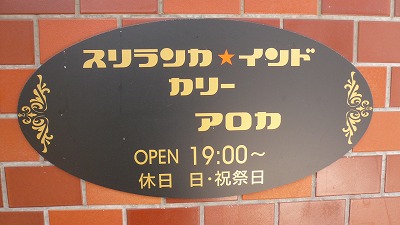 スリランカ★インド
カリー
アロカ
OPEN 19:00～
休日 日・祝祭日